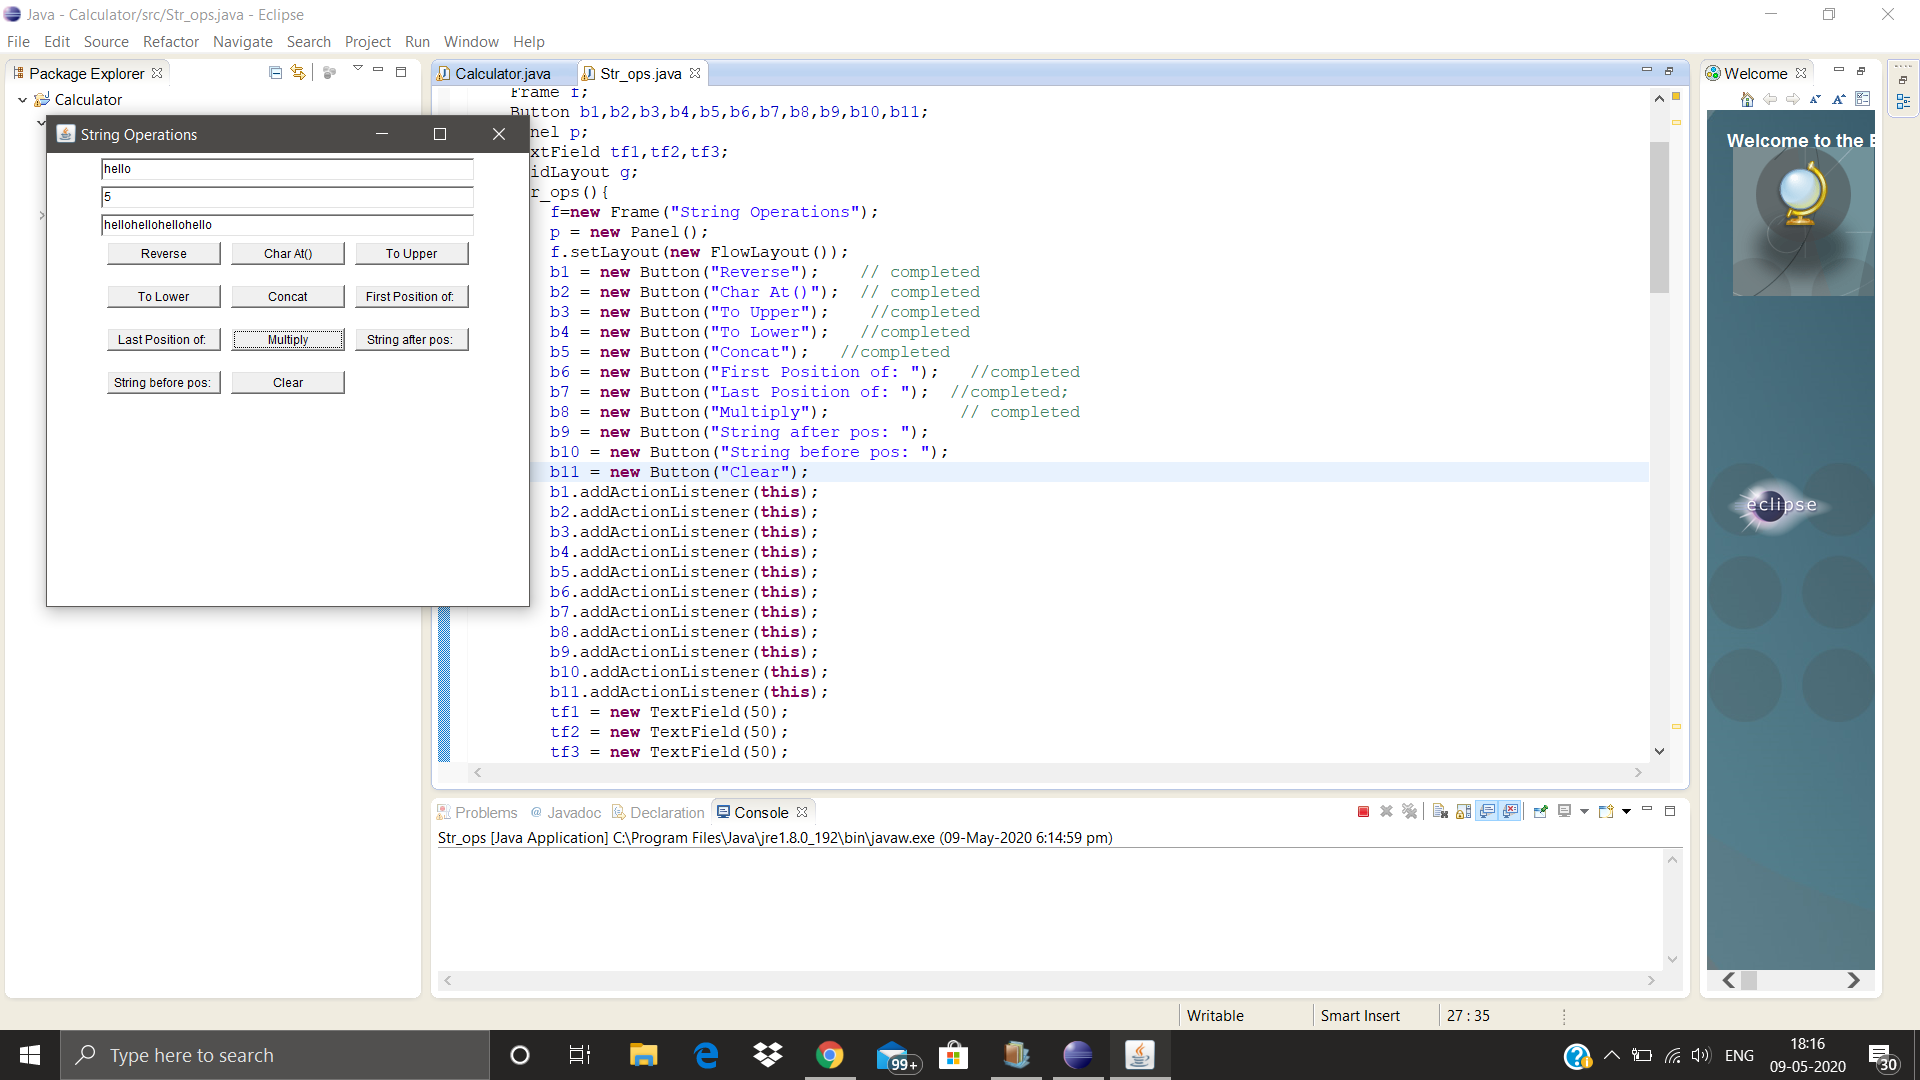 Java - Calculator/src/Str_ops.java - Eclipse
File Edit Source Refactor Navigate Search Project Run Window Help
Package Explorer
Calculator
String Operations
hello
5
hellohellohellohello
Reverse Char At() To Upper
To Lower Concat First Position of:
Last Position of: Multiply String after pos:
String before pos: Clear
Calculator.java Str_ops.java
Frame f;
Button b1,b2,b3,b4,b5,b6,b7,b8,b9,b10,b11;
nel p;
xtField tf1,tf2,tf3;
idLayout g;
r_ops(){
f=new Frame("String Operations");
p = new Panel();
f.setLayout(new FlowLayout());
b1 = new Button("Reverse"); // completed
b2 = new Button("Char At()"); // completed
b3 = new Button("To Upper"); //completed
b4 = new Button("To Lower"); //completed
b5 = new Button("Concat"); //completed
b6 = new Button("First Position of: "); //completed
b7 = new Button("Last Position of: "); //completed;
b8 = new Button("Multiply"); // completed
b9 = new Button("String after pos: ");
b10 = new Button("String before pos: ");
b11 = new Button("Clear");
b1.addActionListener(this);
b2.addActionListener(this);
b3.addActionListener(this);
b4.addActionListener(this);
b5.addActionListener(this);
b6.addActionListener(this);
b7.addActionListener(this);
b8.addActionListener(this);
b9.addActionListener(this);
b10.addActionListener(this);
b11.addActionListener(this);
tf1 = new TextField(50);
tf2 = new TextField(50);
tf3 = new TextField(50);
Problems Javadoc Declaration Console
Str_ops [Java Application] C:\Program Files\Java\jre1.8.0_192\bin\javaw.exe (09-May-2020 6:14:59 pm)
Welcome
Welcome to the E
eclipse
Writable Smart Insert 27 : 35
Type here to search
99+
ENG
18:16
09-05-2020
30